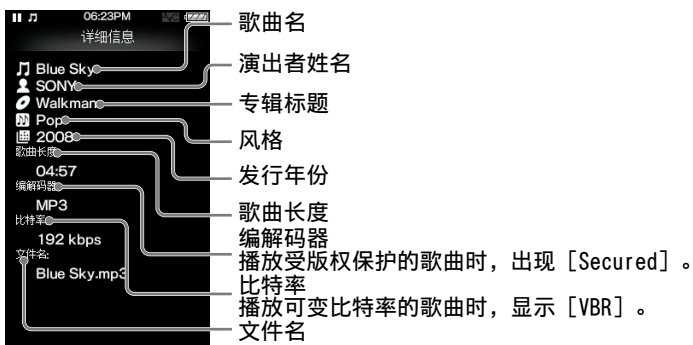 06:23PM
详细信息
Blue Sky
SONY
Walkman
Pop
2008
歌曲长度
04:57
编解码器
MP3
比特率
192 kbps
文件名:
Blue Sky.mp3
歌曲名
演出者姓名
专辑标题
风格
发行年份
歌曲长度
编解码器
播放受版权保护的歌曲时，出现［Secured］。
比特率
播放可变比特率的歌曲时，显示［VBR］。
文件名